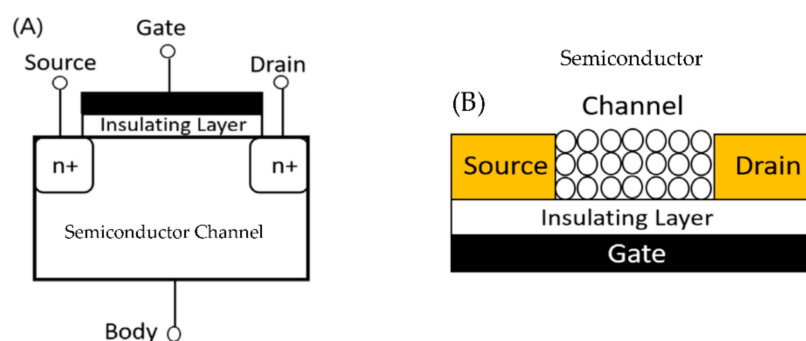 (A)
Gate
Source
Drain
Insulating Layer
n+
n+
Semiconductor Channel
Body
Semiconductor
(B)
Channel
Source
Drain
Insulating Layer
Gate